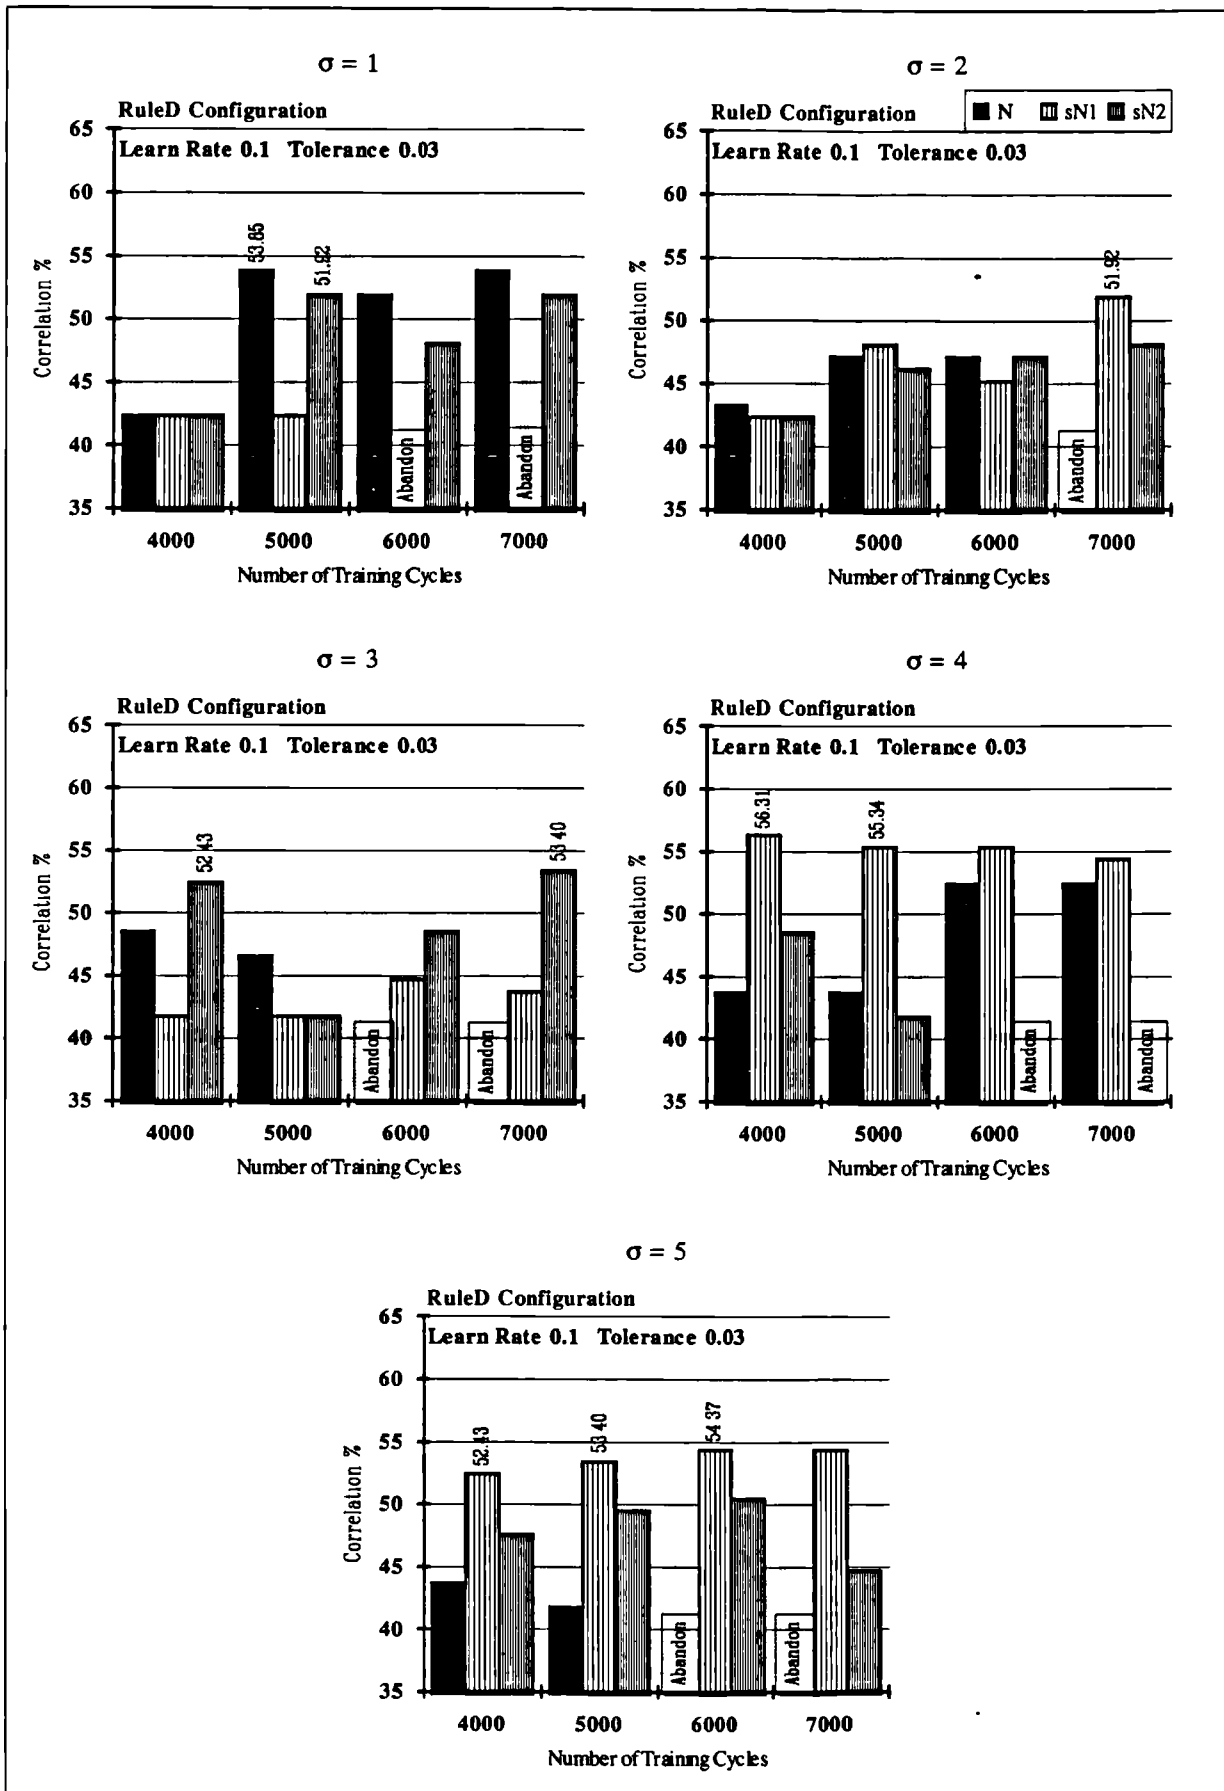 σ = 1
RuleD Configuration
Learn Rate 0.1 Tolerance 0.03
65
60
55
50
45
40
35
Correlation %
53.85
51.92
Abandon
Abandon
4000 5000 6000 7000
Number of Training Cycles
σ = 2
RuleD Configuration
N sN1 sN2
Learn Rate 0.1 Tolerance 0.03
65
60
55
50
45
40
35
Correlation %
51.92
Abandon
4000 5000 6000 7000
Number of Training Cycles
σ = 3
RuleD Configuration
Learn Rate 0.1 Tolerance 0.03
65
60
55
50
45
40
35
Correlation %
52.43
53 40
Abandon
Abandon
4000 5000 6000 7000
Number of Training Cycles
σ = 4
RuleD Configuration
Learn Rate 0.1 Tolerance 0.03
65
60
55
50
45
40
35
Correlation %
56.31
55.34
Abandon
Abandon
4000 5000 6000 7000
Number of Training Cycles
σ = 5
RuleD Configuration
Learn Rate 0.1 Tolerance 0.03
65
60
55
50
45
40
35
Correlation %
52.43
53 40
54 37
Abandon
Abandon
4000 5000 6000 7000
Number of Training Cycles